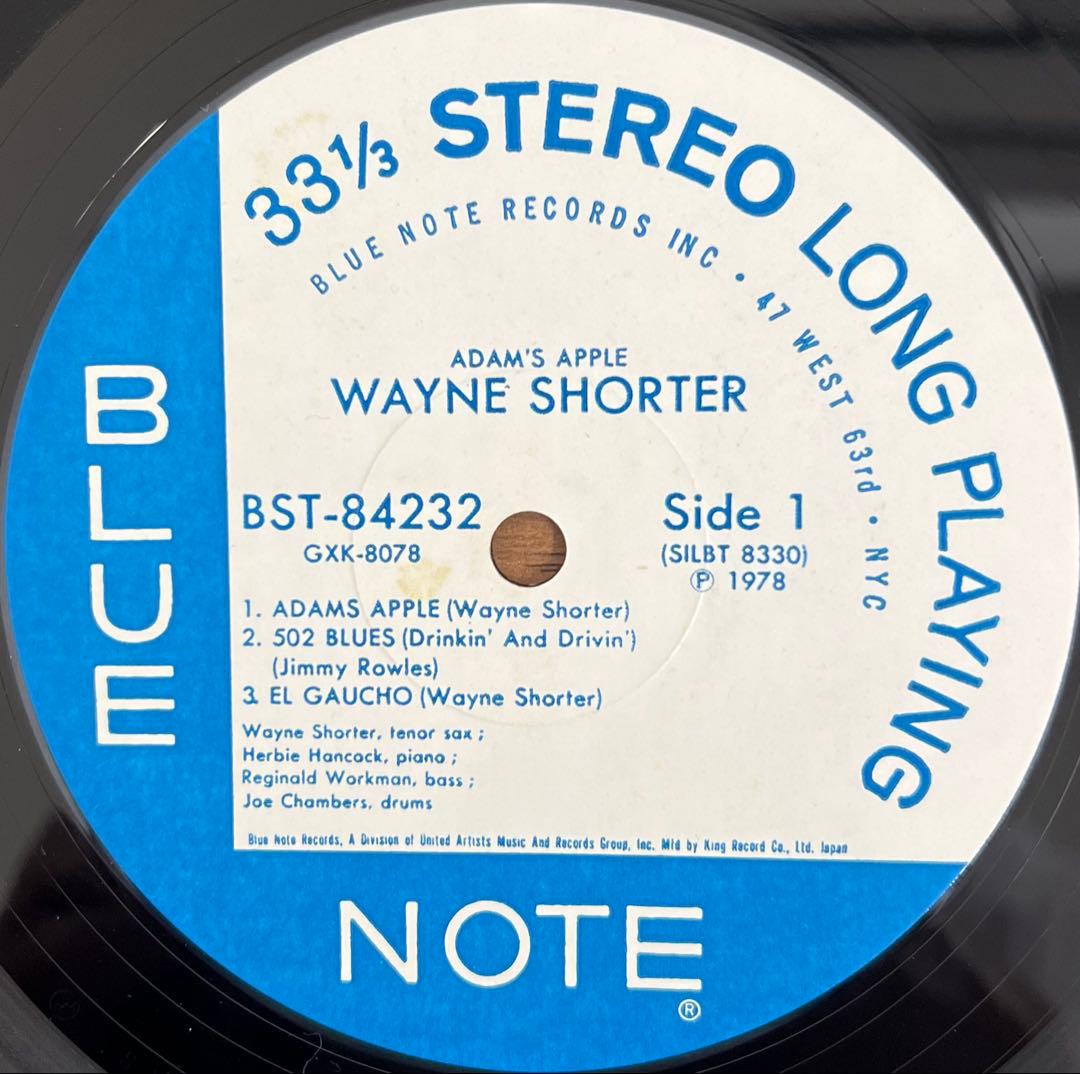 33⅓ STEREO LONG PLAYING
BLUE NOTE RECORDS INC • 47 WEST 63rd • NYC
ADAM'S APPLE
WAYNE SHORTER
BST-84232 Side 1
GXK-8078 (SILBT 8330)
Ⓟ 1978
1. ADAMS APPLE (Wayne Shorter)
2. 502 BLUES (Drinkin' And Drivin')
(Jimmy Rowles)
3. EL GAUCHO (Wayne Shorter)
Wayne Shorter, tenor sax ;
Herbie Hancock, piano ;
Reginald Workman, bass ;
Joe Chambers, drums
Blue Note Records, A Division of United Artists Music And Records Group, Inc. Mfd by King Record Co., Ltd. Japan
BLUE
NOTE
®